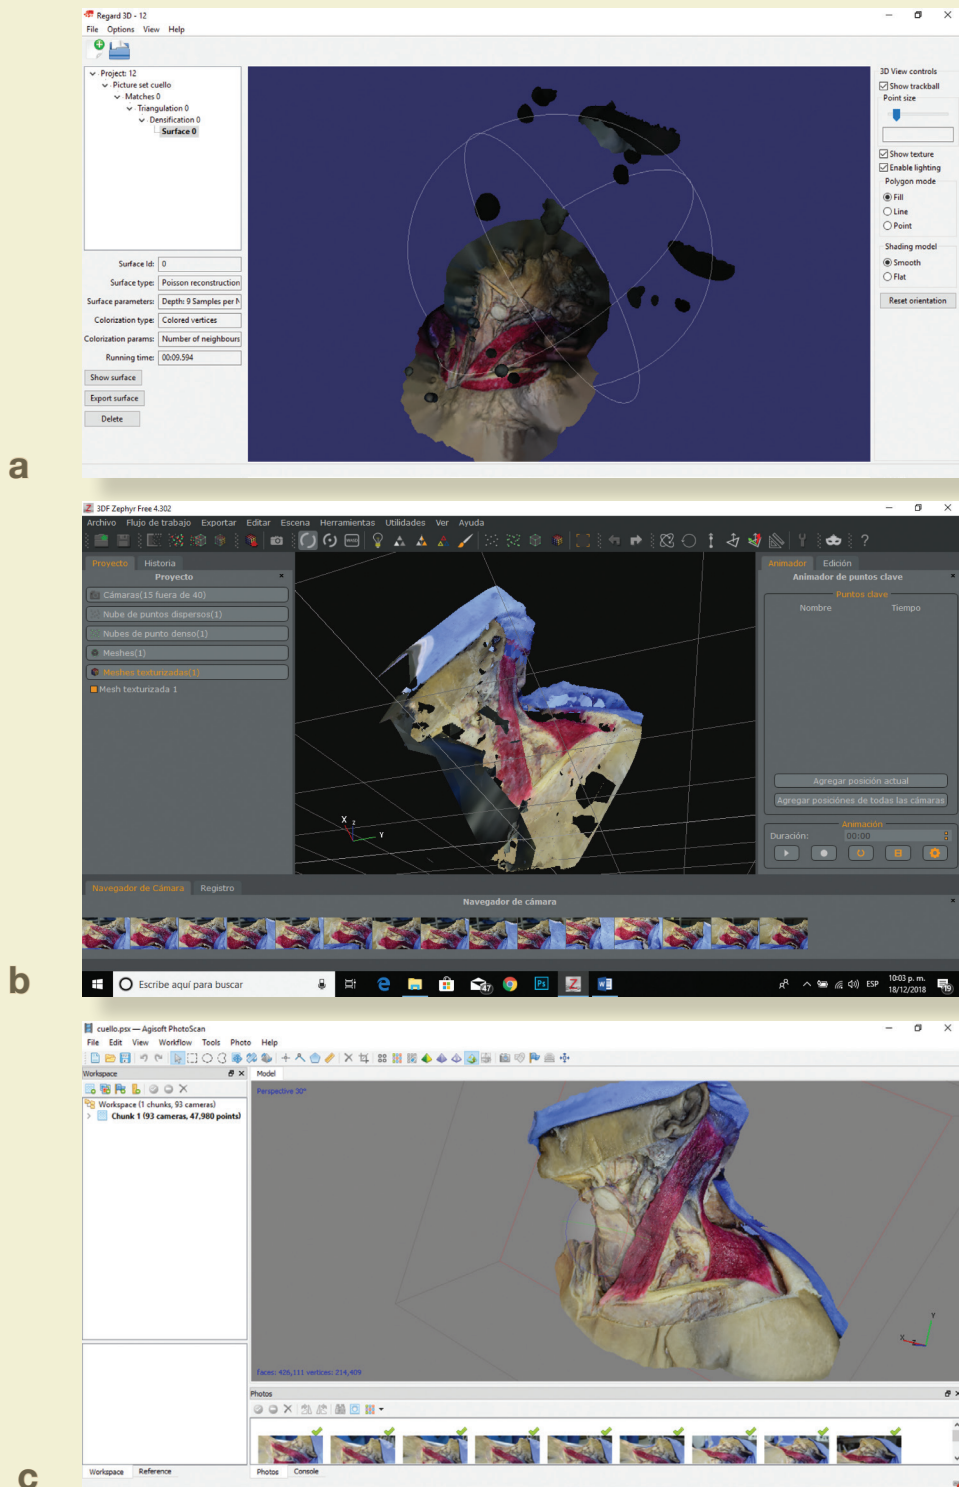 Regard 3D - 12
File Options View Help
Project: 12
Picture set cuello
Matches 0
Triangulation 0
Densification 0
Surface 0
Surface Id: 0
Surface type: Poisson reconstruction
Surface parameters: Depth: 9 Samples per N
Colorization type: Colored vertices
Colorization params: Number of neighbours
Running time: 00:09.594
Show surface
Export surface
Delete
3D View controls
Show trackball
Point size
Show texture
Enable lighting
Polygon mode
Fill
Line
Point
Shading model
Smooth
Flat
Reset orientation
a
3DF Zephyr Free 4.302
Archivo Flujo de trabajo Exportar Editar Escena Herramientas Utilidades Ver Ayuda
Proyecto Historia
Proyecto
Cámaras(15 fuera de 40)
Nube de puntos dispersos(1)
Nubes de punto denso(1)
Meshes(1)
Meshes texturizadas(1)
Mesh texturizada 1
X Z Y
Animador Edición
Animador de puntos clave
Puntos clave
Nombre Tiempo
Agregar posición actual
Agregar posiciónes de todas las cámaras
Animación
Duración: 00:00
Navegador de Cámara Registro
Navegador de cámara
Escribe aquí para buscar
47
Ps
ESP
10:03 p. m.
18/12/2018
19
b
cuello.psx — Agisoft PhotoScan
File Edit View Workflow Tools Photo Help
Workspace
Workspace (1 chunks, 93 cameras)
Chunk 1 (93 cameras, 47,980 points)
Model
Perspective 30°
Y
X Z
faces: 426,111 vertices: 214,409
Photos
Workspace Reference
Photos Console
c